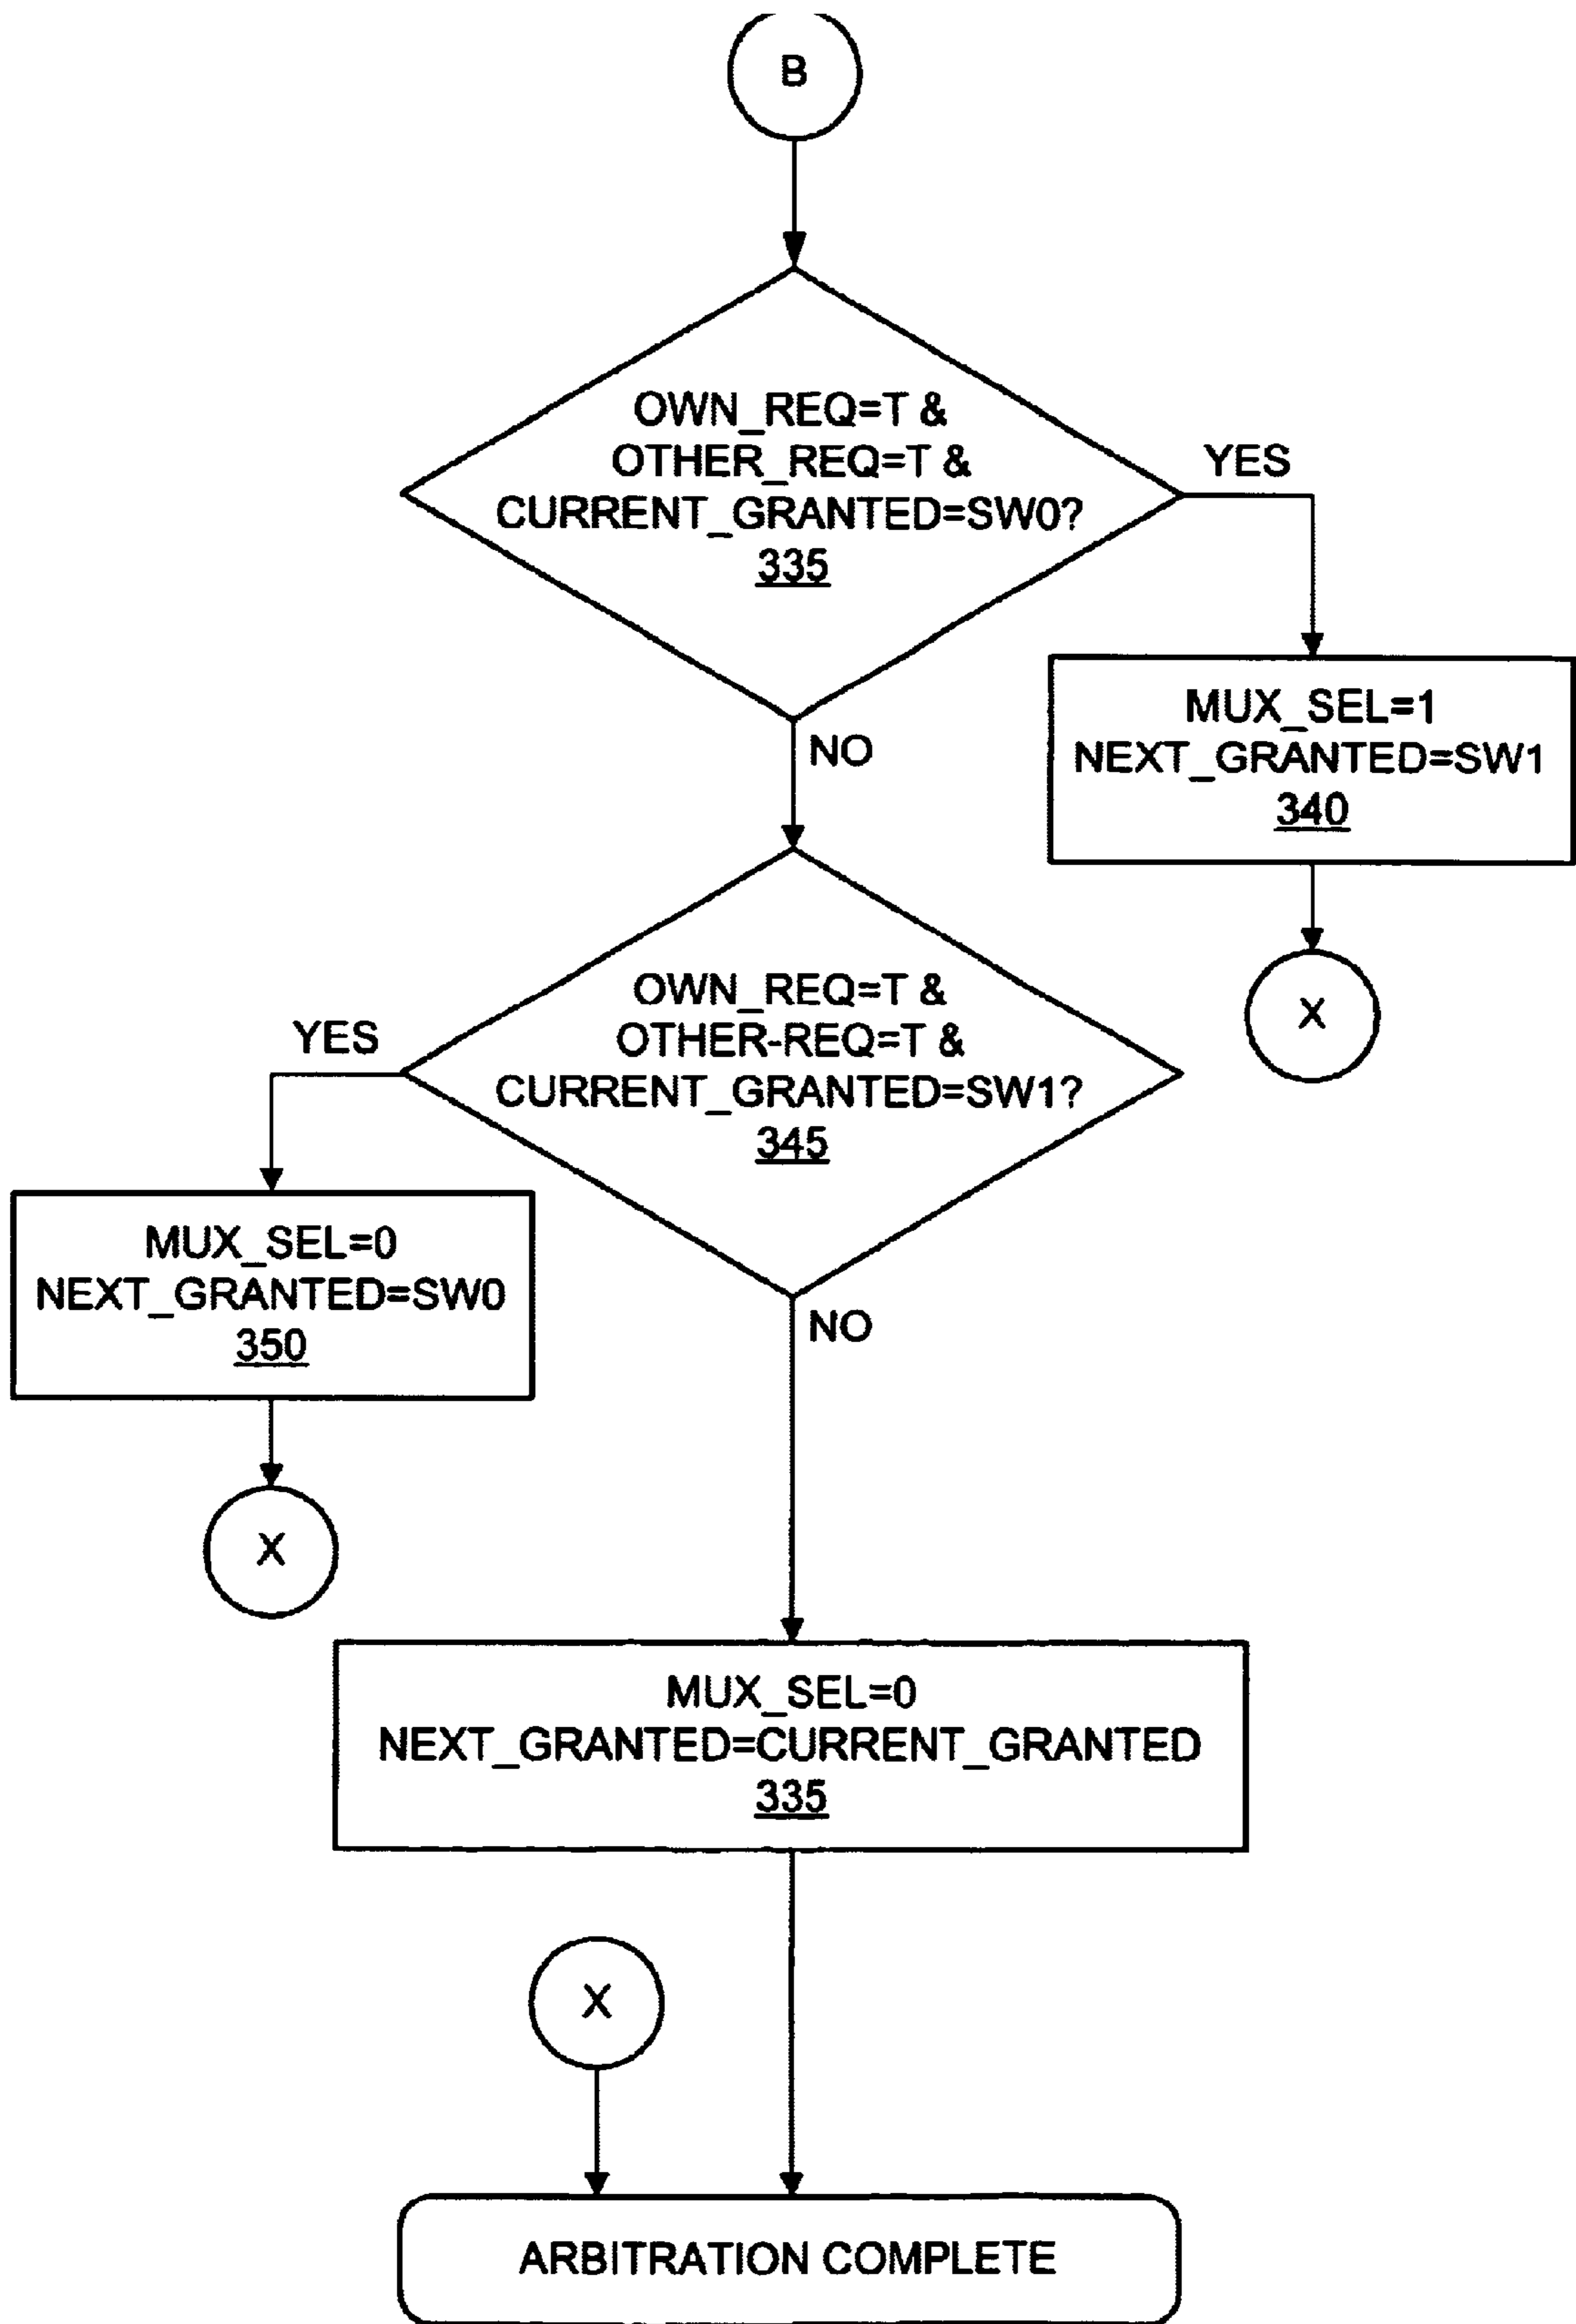 B
OWN_REQ=T &
OTHER_REQ=T &
CURRENT_GRANTED=SW0?
335
YES
NO
MUX_SEL=1
NEXT_GRANTED=SW1
340
X
OWN_REQ=T &
OTHER-REQ=T &
CURRENT_GRANTED=SW1?
345
YES
NO
MUX_SEL=0
NEXT_GRANTED=SW0
350
X
MUX_SEL=0
NEXT_GRANTED=CURRENT_GRANTED
335
X
ARBITRATION COMPLETE